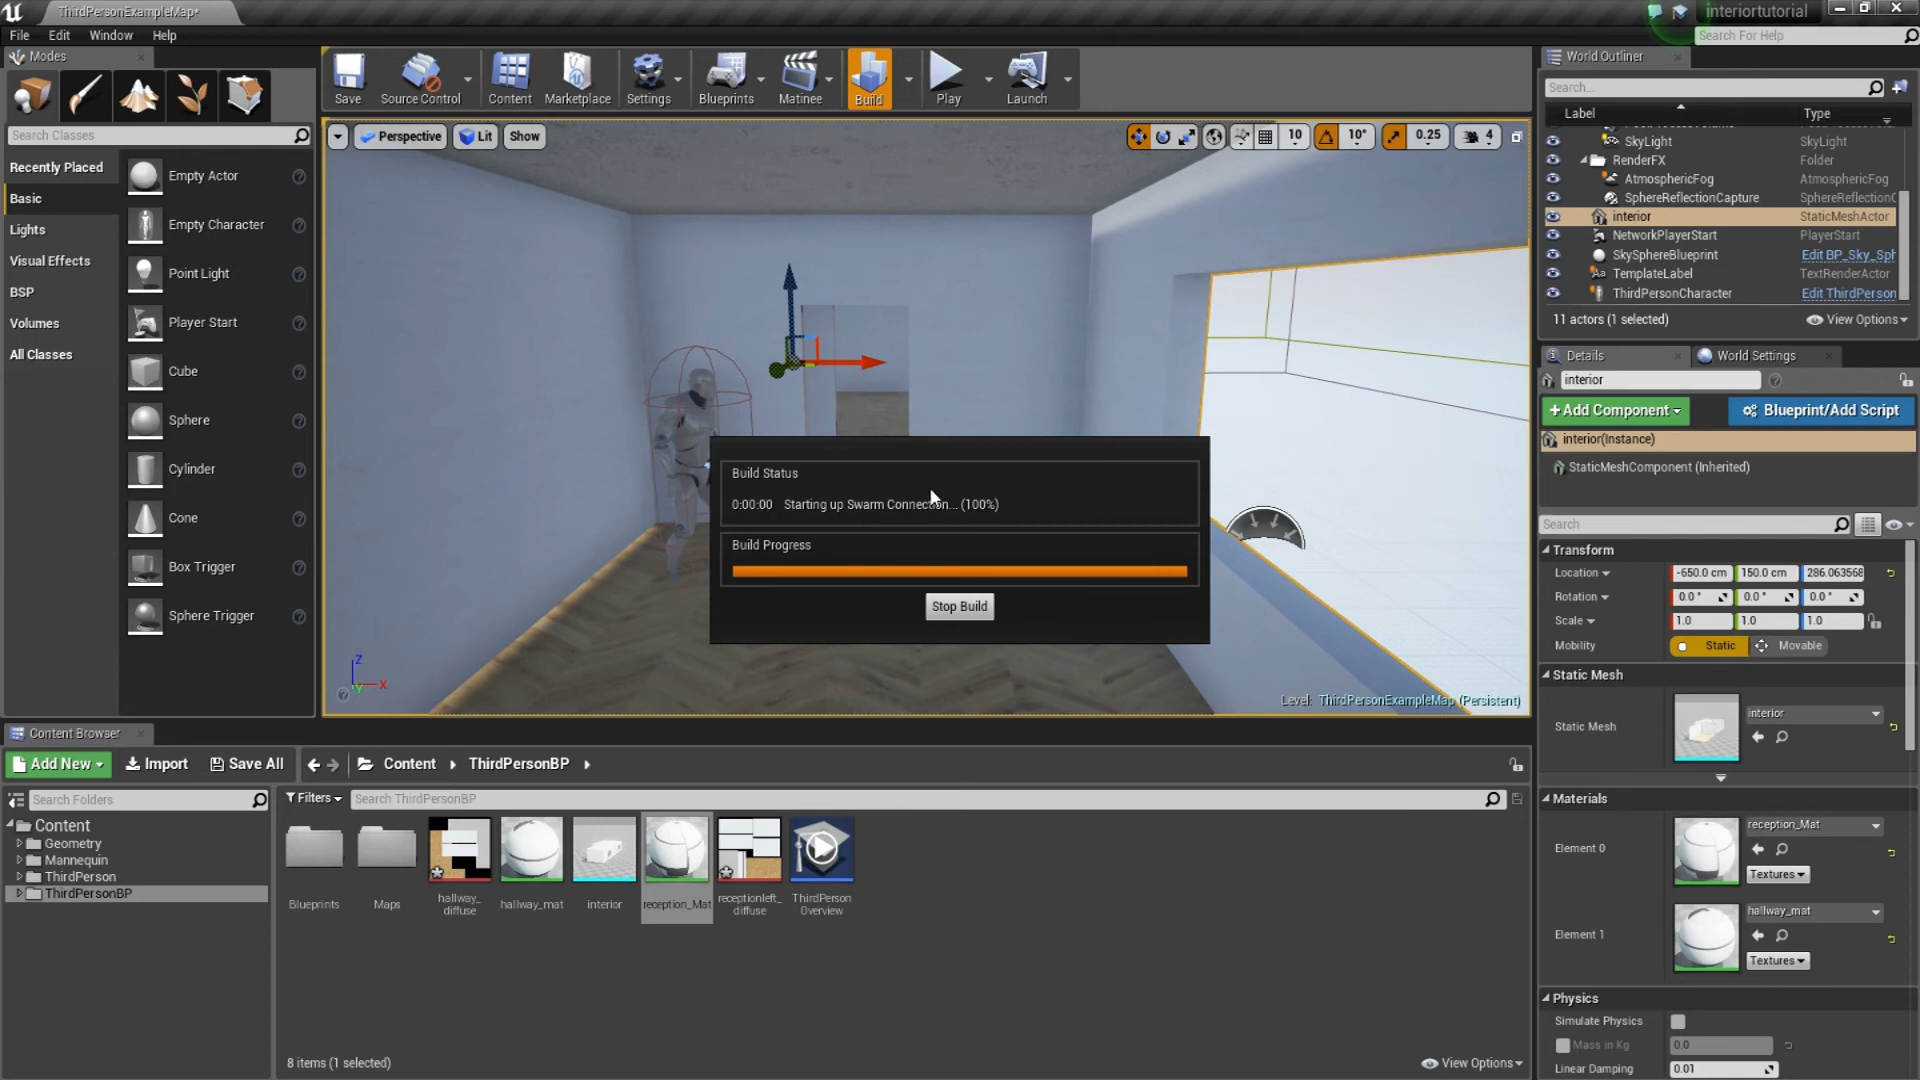 ThirdPersonExampleMap*
interiortutorial
File Edit Window Help
Search For Help
Modes
Save
Source Control
Content
Marketplace
Settings
Blueprints
Matinee
Build
Play
Launch
World Outliner
Search...
Label Type
Search Classes
Recently Placed
Basic
Lights
Visual Effects
BSP
Volumes
All Classes
Empty Actor
Empty Character
Point Light
Player Start
Cube
Sphere
Cylinder
Cone
Box Trigger
Sphere Trigger
Perspective
Lit
Show
10
10°
0.25
4
SkyLight SkyLight
RenderFX Folder
AtmosphericFog AtmosphericFog
SphereReflectionCapture SphereReflectionC
interior StaticMeshActor
NetworkPlayerStart PlayerStart
SkySphereBlueprint Edit BP_Sky_Sph
TemplateLabel TextRenderActor
ThirdPersonCharacter Edit ThirdPerson
11 actors (1 selected)
View Options
Details
World Settings
interior
+Add Component
Blueprint/Add Script
interior(Instance)
StaticMeshComponent (Inherited)
Search
Build Status
0:00:00 Starting up Swarm Connection... (100%)
Build Progress
Stop Build
Z
X
Y
Level: ThirdPersonExampleMap (Persistent)
Transform
Location -650.0 cm 150.0 cm 286.063568
Rotation 0.0 ° 0.0 ° 0.0 °
Scale 1.0 1.0 1.0
Mobility Static Movable
Static Mesh
Static Mesh
interior
Materials
Element 0
reception_Mat
Textures
Element 1
hallway_mat
Textures
Physics
Simulate Physics
Mass in Kg 0.0
Linear Damping 0.01
Content Browser
Add New
Import
Save All
Content
ThirdPersonBP
Search Folders
Filters
Search ThirdPersonBP
Content
Geometry
Mannequin
ThirdPerson
ThirdPersonBP
Blueprints
Maps
hallway_
diffuse
hallway_mat
interior
reception_Mat
receptionleft_
diffuse
ThirdPerson
Overview
8 items (1 selected)
View Options